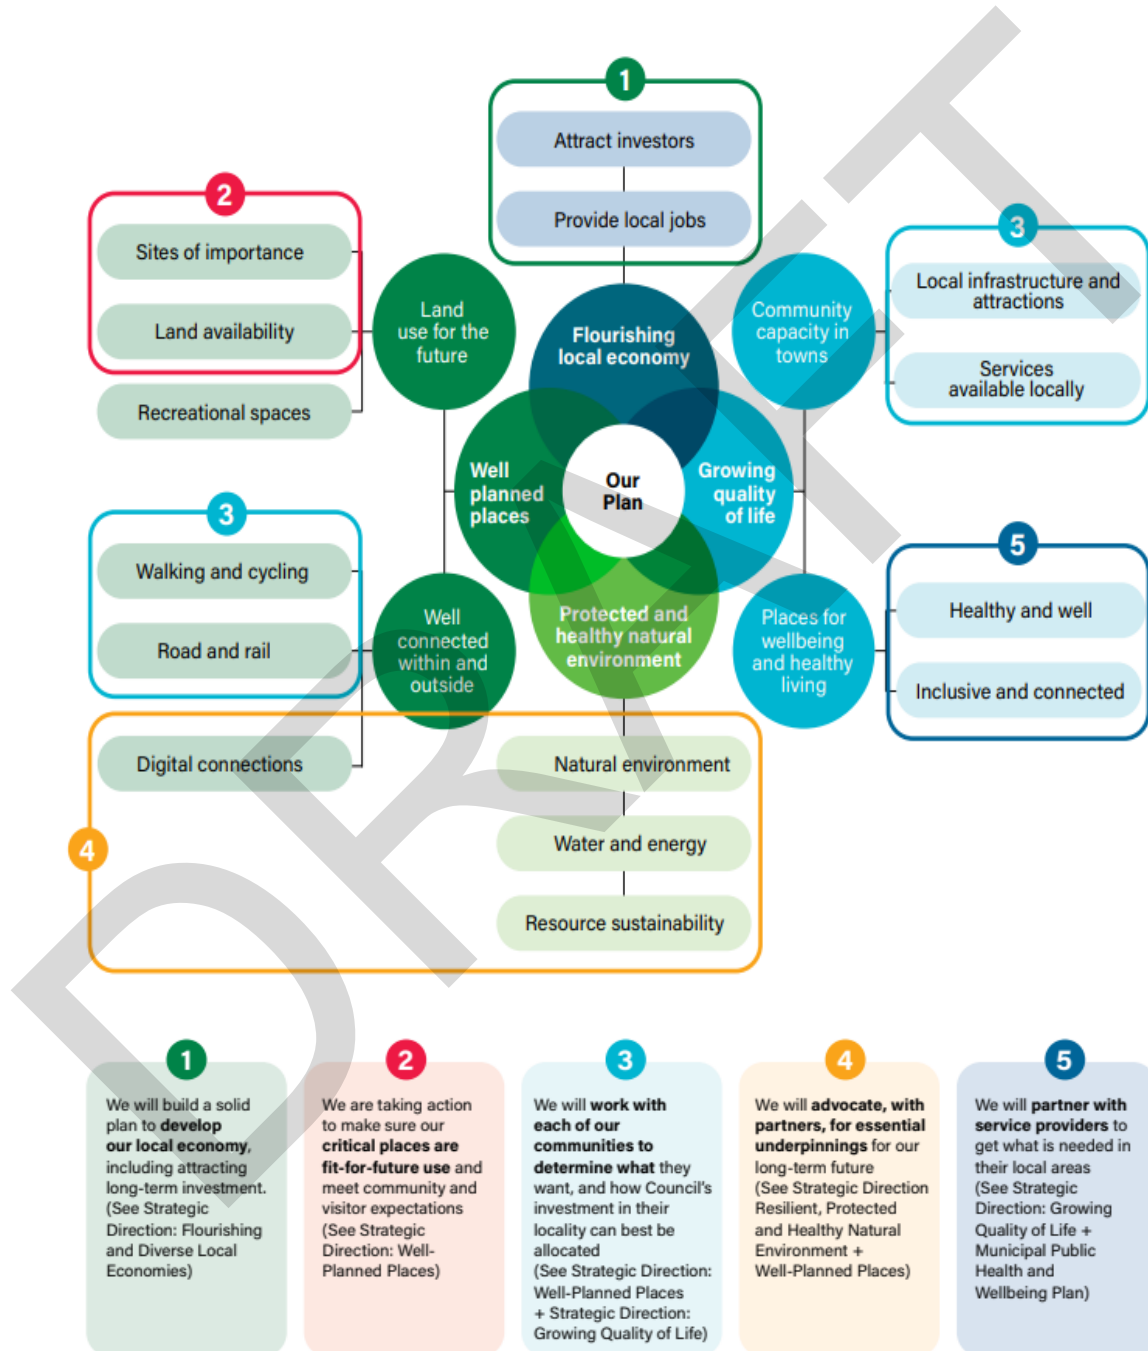 1
Attract investors
Provide local jobs
2
Sites of importance
Land availability
Recreational spaces
Land
use for the
future
3
Walking and cycling
Road and rail
Digital connections
Well
connected
within and
outside
Flourishing
local economy
Well
planned
places
Our
Plan
Growing
quality
of life
Protected and
healthy natural
environment
Community
capacity in
towns
3
Local infrastructure and
attractions
Services
available locally
Places for
wellbeing
and healthy
living
5
Healthy and well
Inclusive and connected
4
Natural environment
Water and energy
Resource sustainability
DRAFT
1
We will build a solid
plan to develop
our local economy,
including attracting
long-term investment.
(See Strategic
Direction: Flourishing
and Diverse Local
Economies)
2
We are taking action
to make sure our
critical places are
fit-for-future use and
meet community and
visitor expectations
(See Strategic
Direction: Well-
Planned Places)
3
We will work with
each of our
communities to
determine what they
want, and how Council's
investment in their
locality can best be
allocated
(See Strategic Direction:
Well-Planned Places
+ Strategic Direction:
Growing Quality of Life)
4
We will advocate, with
partners, for essential
underpinnings for our
long-term future
(See Strategic Direction
Resilient, Protected
and Healthy Natural
Environment +
Well-Planned Places)
5
We will partner with
service providers to
get what is needed in
their local areas
(See Strategic
Direction: Growing
Quality of Life +
Municipal Public
Health and
Wellbeing Plan)